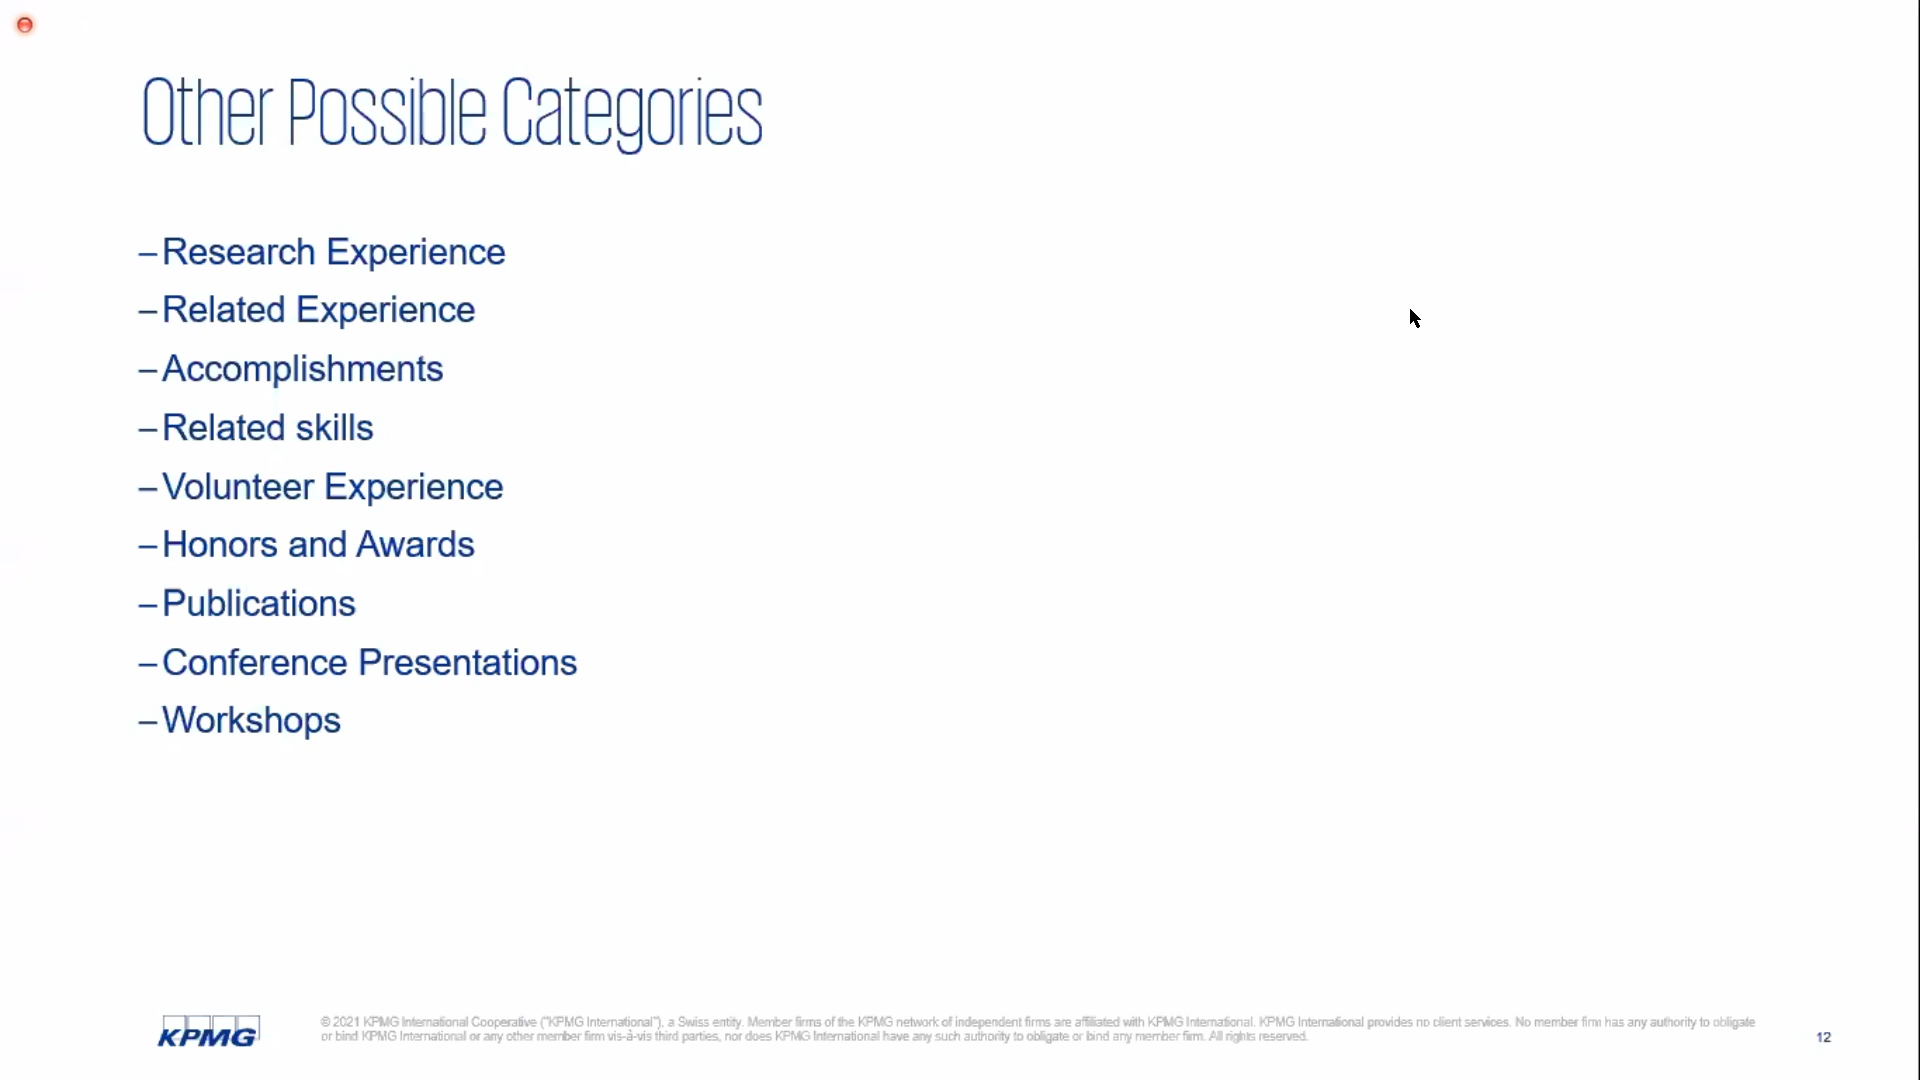 Other Possible Categories
– Research Experience
– Related Experience
– Accomplishments
– Related skills
– Volunteer Experience
– Honors and Awards
– Publications
– Conference Presentations
– Workshops
KPMG
© 2021 KPMG International Cooperative ("KPMG International"), a Swiss entity. Member firms of the KPMG network of independent firms are affiliated with KPMG International. KPMG International provides no client services. No member firm has any authority to obligate
or bind KPMG International or any other member firm vis-à-vis third parties, nor does KPMG International have any such authority to obligate or bind any member firm. All rights reserved.
12